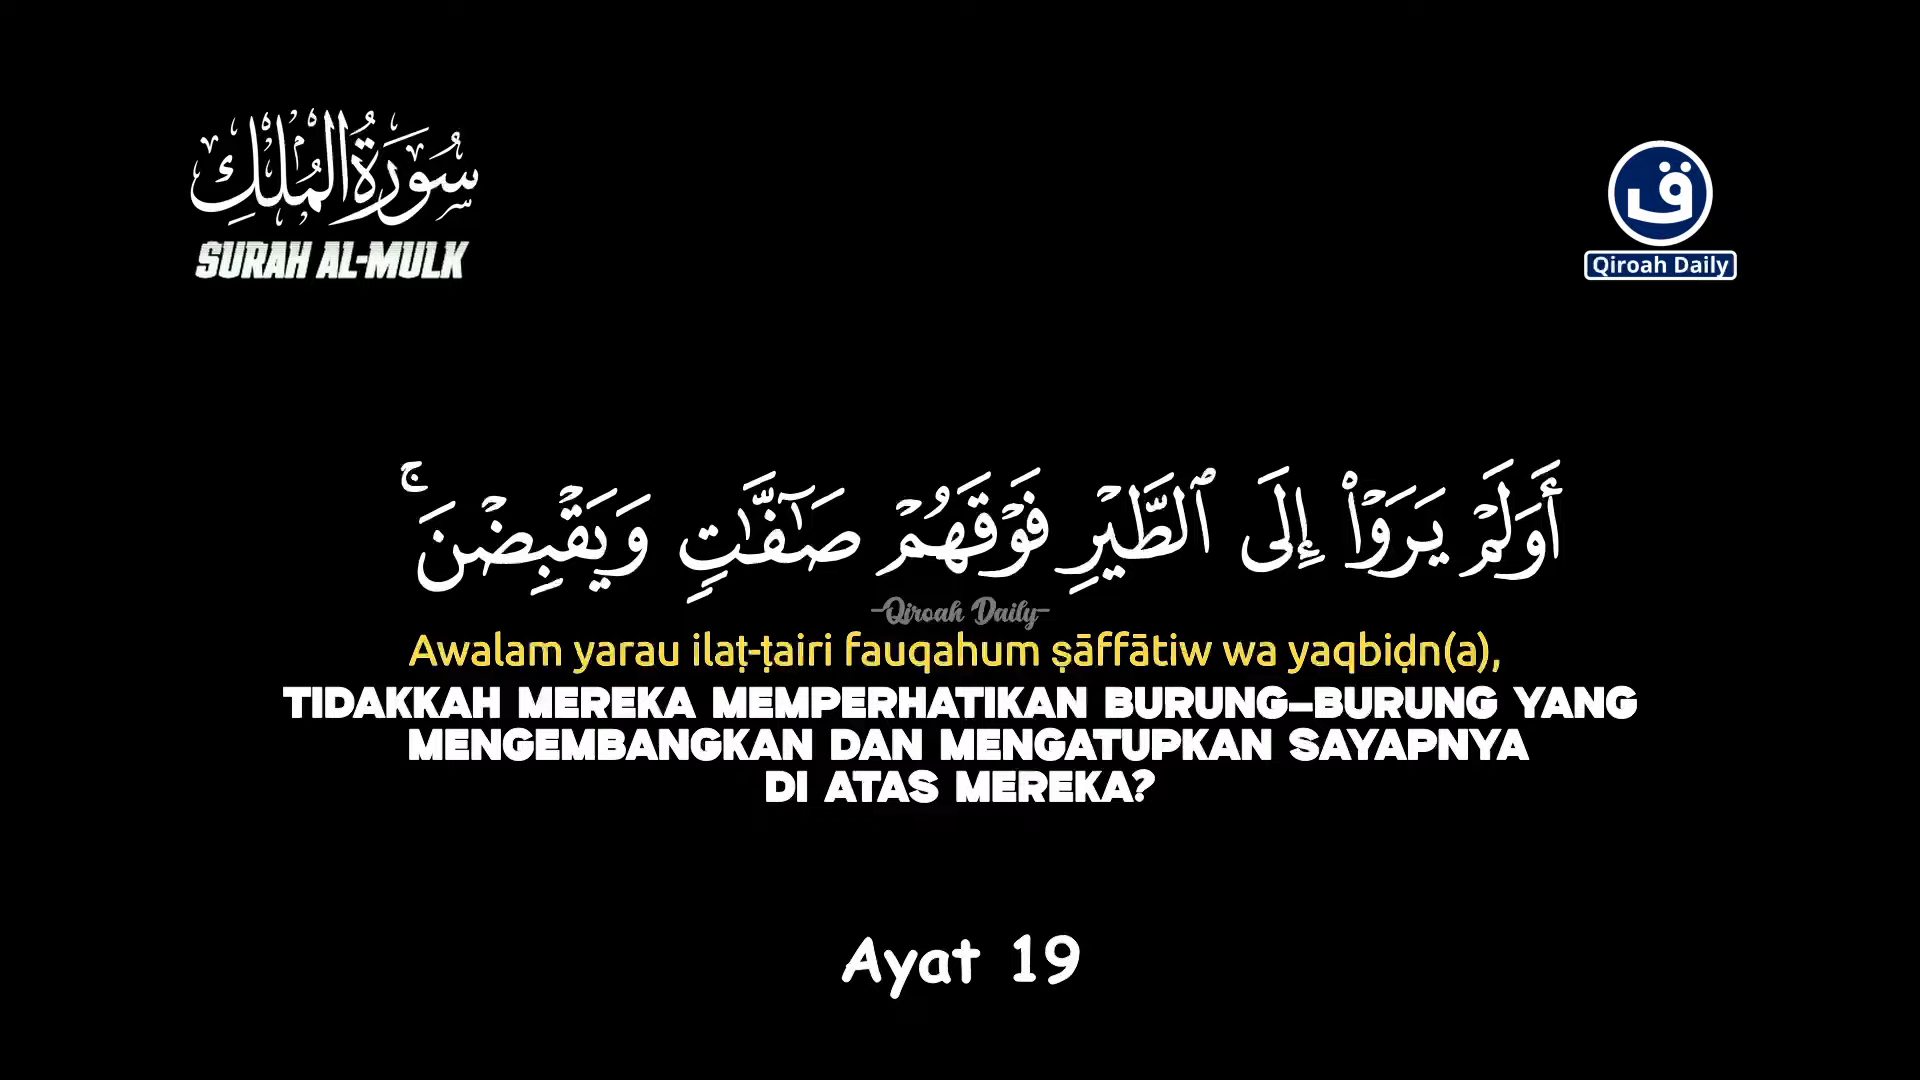 سُورَةُ الْمُلْكِ
SURAH AL-MULK
ق
Qiroah Daily
أَوَلَمْ يَرَوْا۟ إِلَى ٱلطَّيْرِ فَوْقَهُمْ صَـٰٓفَّـٰتٍ وَيَقْبِضْنَ ۚ
-Qiroah Daily-
Awalam yarau ilaṭ-ṭairi fauqahum ṣāffātiw wa yaqbiḍn(a),
TIDAKKAH MEREKA MEMPERHATIKAN BURUNG-BURUNG YANG
MENGEMBANGKAN DAN MENGATUPKAN SAYAPNYA
DI ATAS MEREKA?
Ayat 19